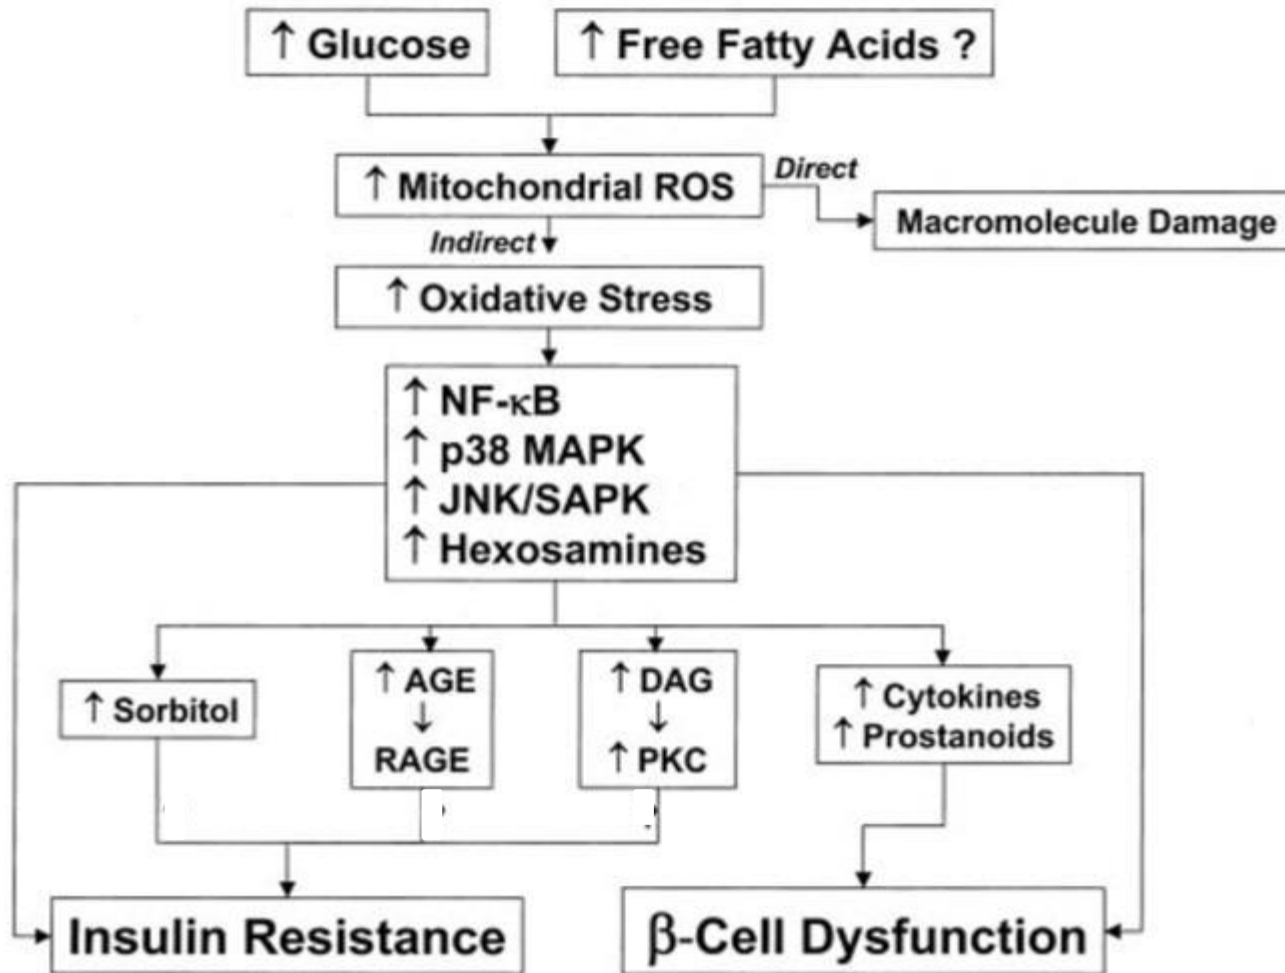 ↑ Glucose
↑ Free Fatty Acids ?
↑ Mitochondrial ROS
Direct
Macromolecule Damage
Indirect
↑ Oxidative Stress
↑ NF-κB
↑ p38 MAPK
↑ JNK/SAPK
↑ Hexosamines
↑ Sorbitol
↑ AGE
↓
RAGE
↑ DAG
↓
↑ PKC
↑ Cytokines
↑ Prostanoids
Insulin Resistance
β-Cell Dysfunction